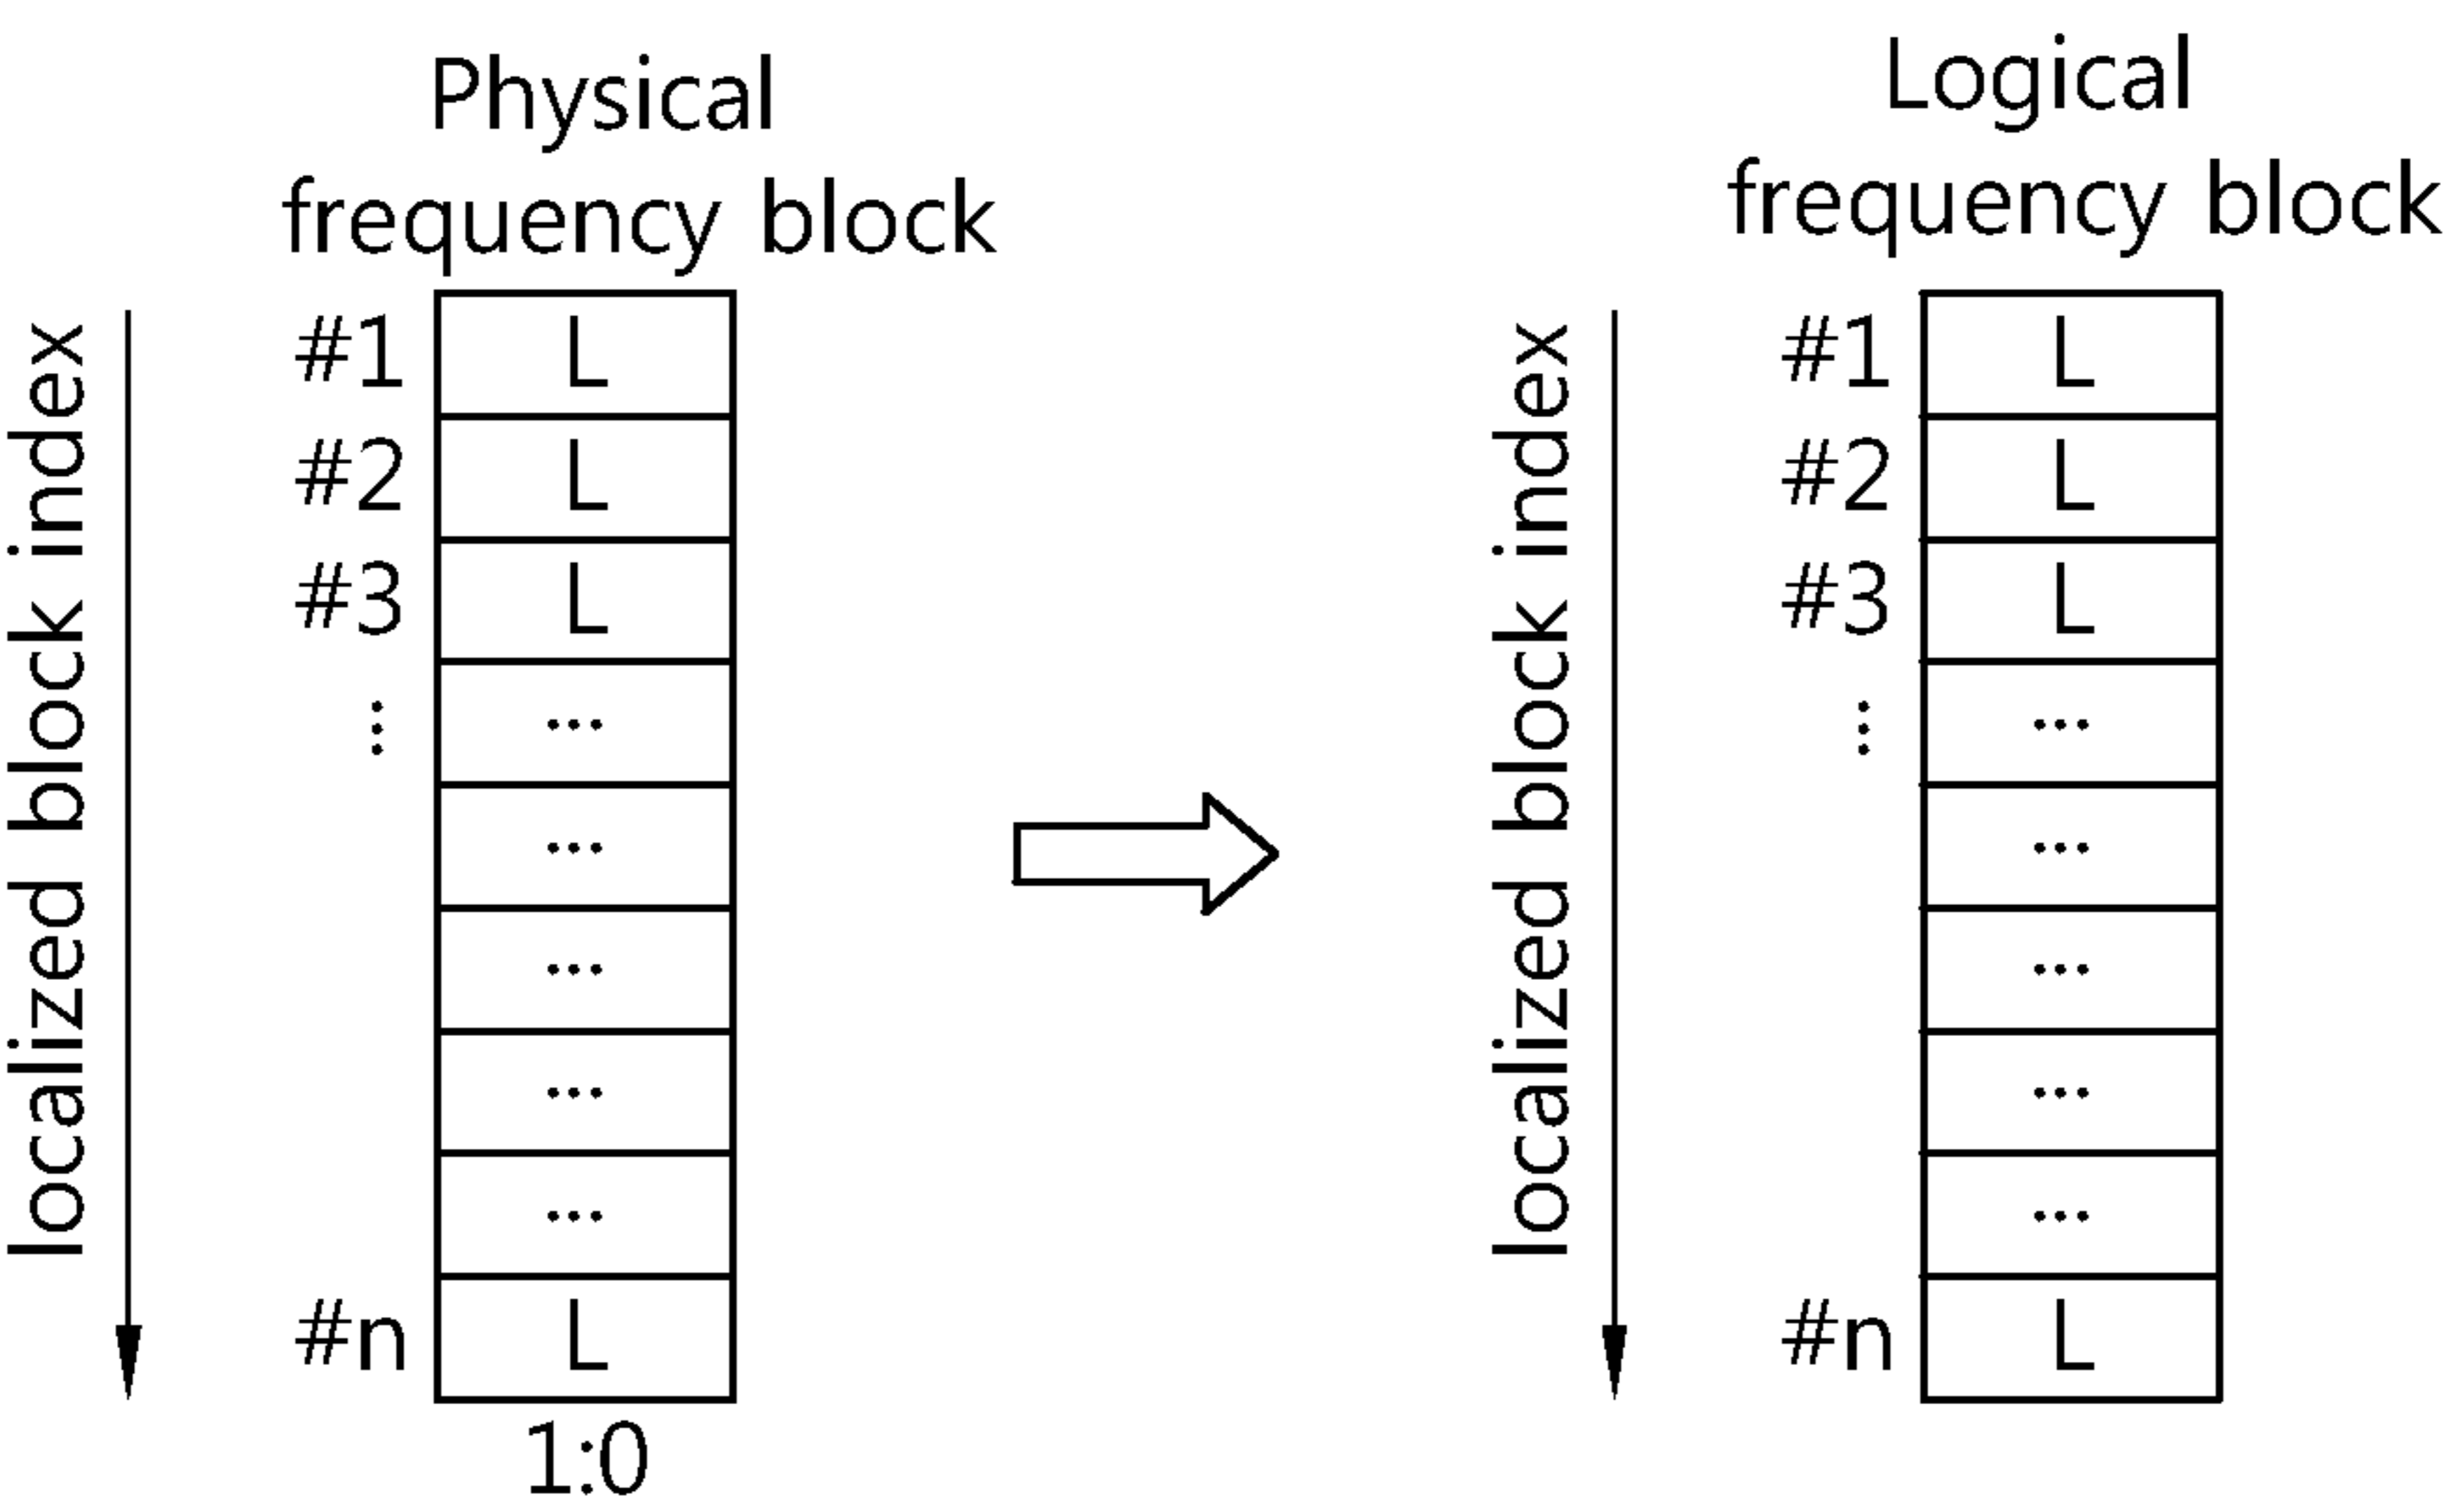 Physical
frequency block
localized block index
#1 L
#2 L
#3 L
⋮ ...
...
...
...
...
#n L
1:0
Logical
frequency block
localized block index
#1 L
#2 L
#3 L
⋮ ...
...
...
...
...
#n L